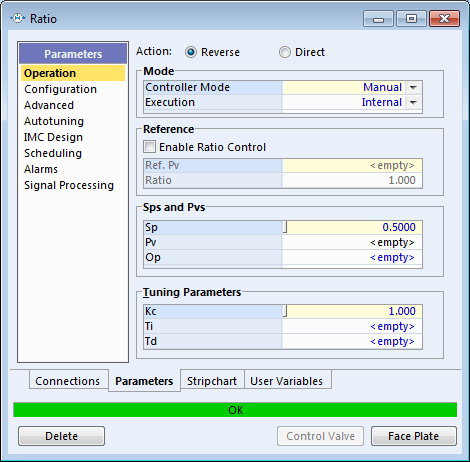 Ratio
Parameters
Operation
Configuration
Advanced
Autotuning
IMC Design
Scheduling
Alarms
Signal Processing
Action: Reverse Direct
Mode
Controller Mode Manual
Execution Internal
Reference
Enable Ratio Control
Ref. Pv <empty>
Ratio 1.000
Sps and Pvs
Sp 0.5000
Pv <empty>
Op <empty>
Tuning Parameters
Kc 1.000
Ti <empty>
Td <empty>
Connections Parameters Stripchart User Variables
OK
Delete Control Valve Face Plate